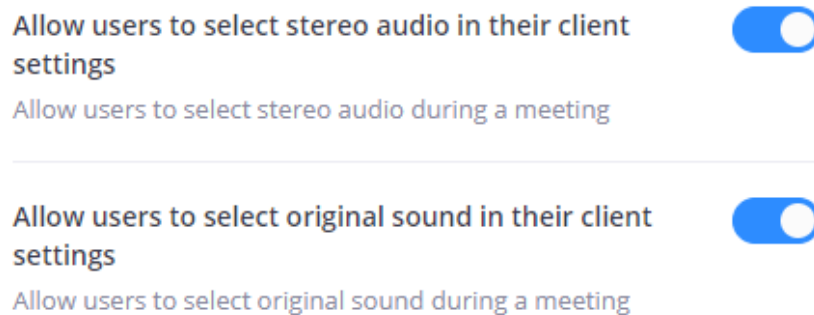 Allow users to select stereo audio in their client
settings
Allow users to select stereo audio during a meeting
Allow users to select original sound in their client
settings
Allow users to select original sound during a meeting